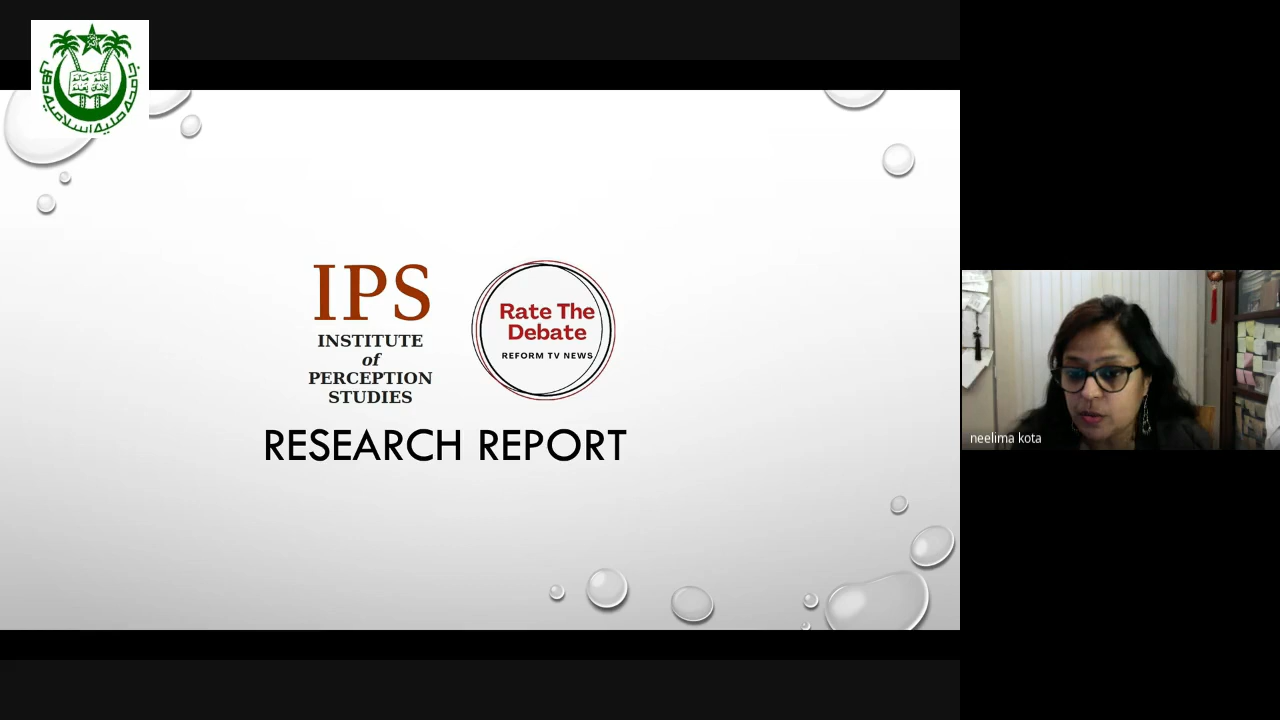 IPS
INSTITUTE
of
PERCEPTION
STUDIES
Rate The
Debate
REFORM TV NEWS
RESEARCH REPORT
neelima kota